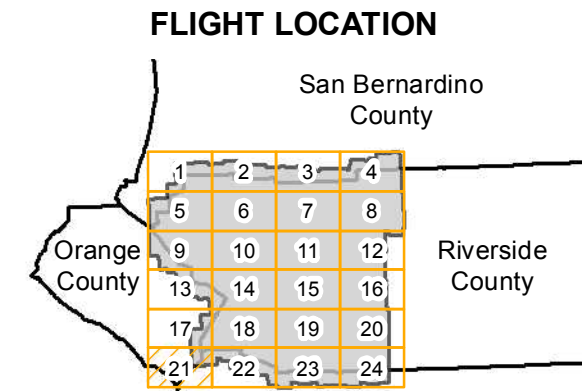 FLIGHT LOCATION
San Bernardino
County
1 2 3 4
5 6 7 8
Orange
County
9 10 11 12
Riverside
County
13 14 15 16
17 18 19 20
21 22 23 24